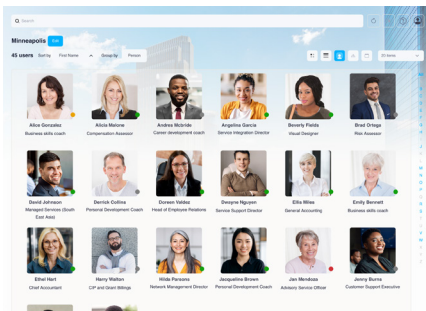 Search
Minneapolis Edit
45 users Sort by First Name Group by Person 20 items
Alice Gonzalez
Business skills coach
Alicia Malone
Compensation Assessor
Andrea Mcbride
Career development coach
Angelina Garcia
Service Integration Director
Beverly Fields
Visual Designer
Brad Ortega
Risk Assessor
David Johnson
Managed Services (South
East Asia)
Derrick Collins
Personal Development Coach
Doreen Valdez
Head of Employee Relations
Dwayne Nguyen
Service Support Director
Ella Miles
General Accounting
Emily Bennett
Business skills coach
Ethel Hart
Chief Accountant
Harry Walton
CIP and Grant Billings
Hilda Parsons
Network Management Director
Jacqueline Brown
Personal Development Coach
Jan Mendoza
Advisory Service Officer
Jenny Burns
Customer Support Executive